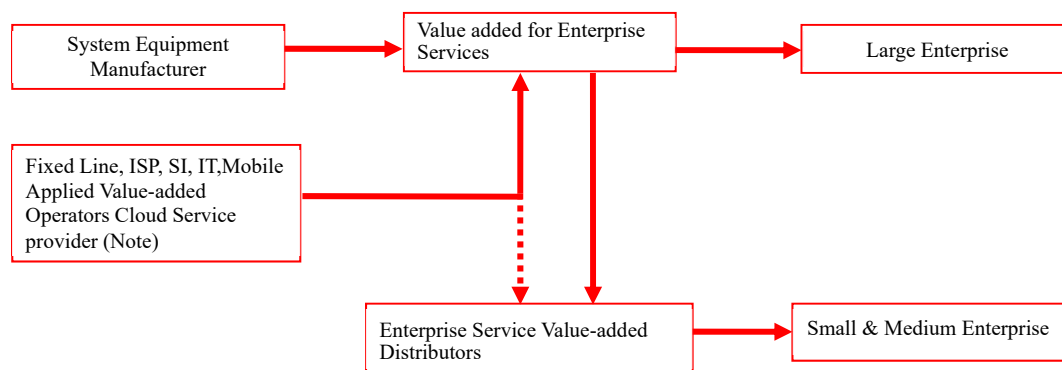 System Equipment
Manufacturer
Value added for Enterprise
Services
Large Enterprise
Fixed Line, ISP, SI, IT,Mobile
Applied Value-added
Operators Cloud Service
provider (Note)
Enterprise Service Value-added
Distributors
Small & Medium Enterprise